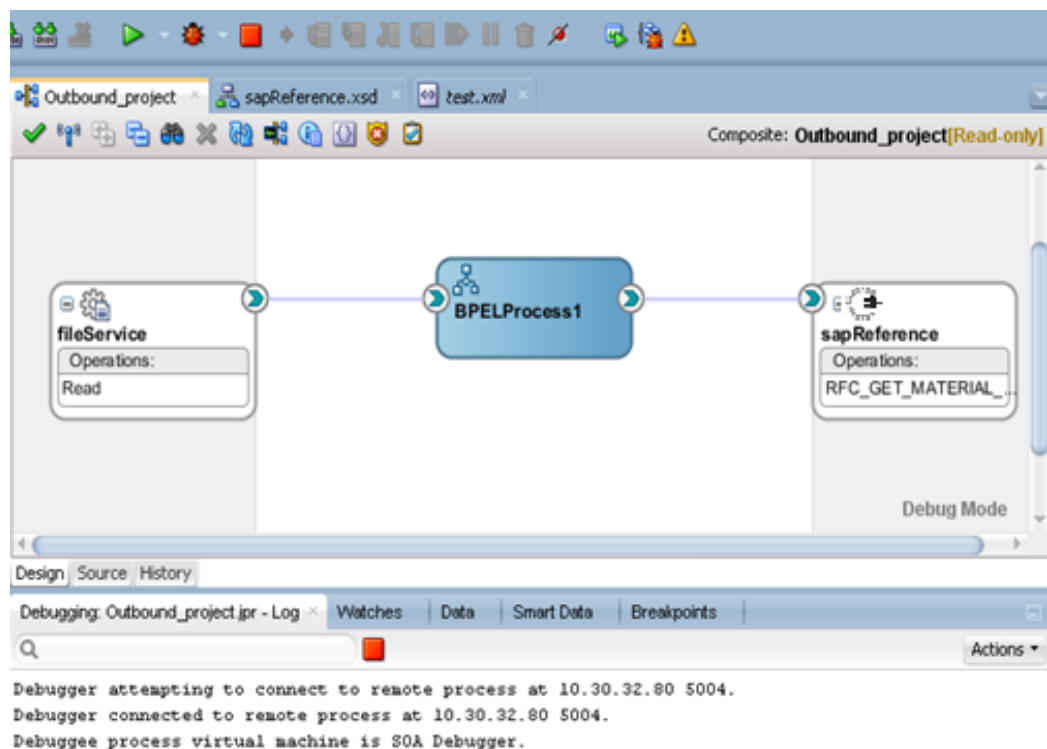 Outbound_project
sapReference.xsd
test.xml
Composite: Outbound_project[Read-only]
BPELProcess1
fileService
Operations:
Read
sapReference
Operations:
RFC_GET_MATERIAL_...
Debug Mode
Design Source History
Debugging: Outbound_project.jpr - Log Watches Data Smart Data Breakpoints
Actions
Debugger attempting to connect to remote process at 10.30.32.80 5004.
Debugger connected to remote process at 10.30.32.80 5004.
Debuggee process virtual machine is SOA Debugger.